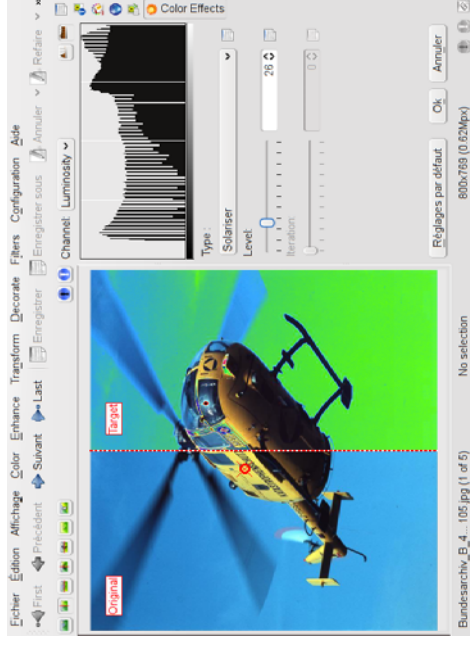 Fichier Édition Affichage Color Enhance Transform Decorate Filters Configuration Aide
First Précédent Suivant Last Enregistrer Enregistrer sous Annuler Refaire
Original
Target
Channel: Luminosity
Color Effects
Type :
Solariser
Level:
26
Iteration:
0
Réglages par défaut Ok Annuler
Bundesarchiv_B_4... 105.jpg (1 of 5) No selection 800x769 (0.62Mpx)